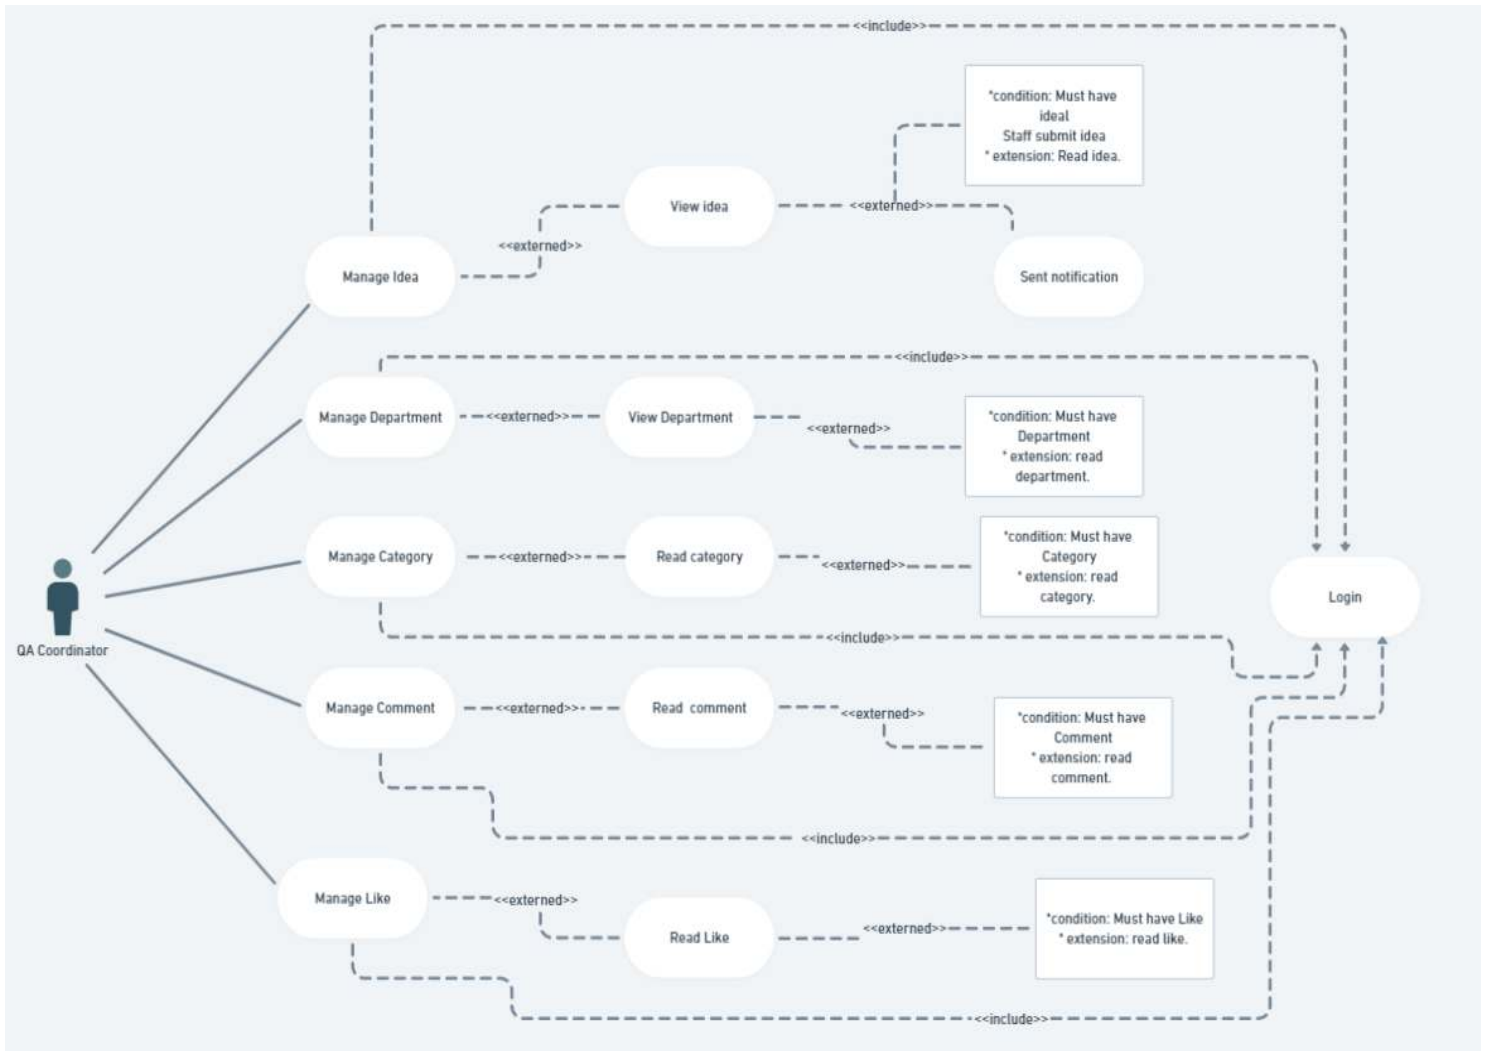 <<include>>
*condition: Must have
ideal
Staff submit idea
* extension: Read idea.
View idea
<<externed>>
<<externed>>
Manage Idea
Sent notification
<<include>>
Manage Department
<<externed>>
View Department
<<externed>>
*condition: Must have
Department
* extension: read
department.
Manage Category
<<externed>>
Read category
<<externed>>
*condition: Must have
Category
* extension: read
category.
Login
QA Coordinator
<<include>>
Manage Comment
<<externed>>
Read comment
<<externed>>
*condition: Must have
Comment
* extension: read
comment.
<<include>>
Manage Like
<<externed>>
Read Like
<<externed>>
*condition: Must have Like
* extension: read like.
<<include>>